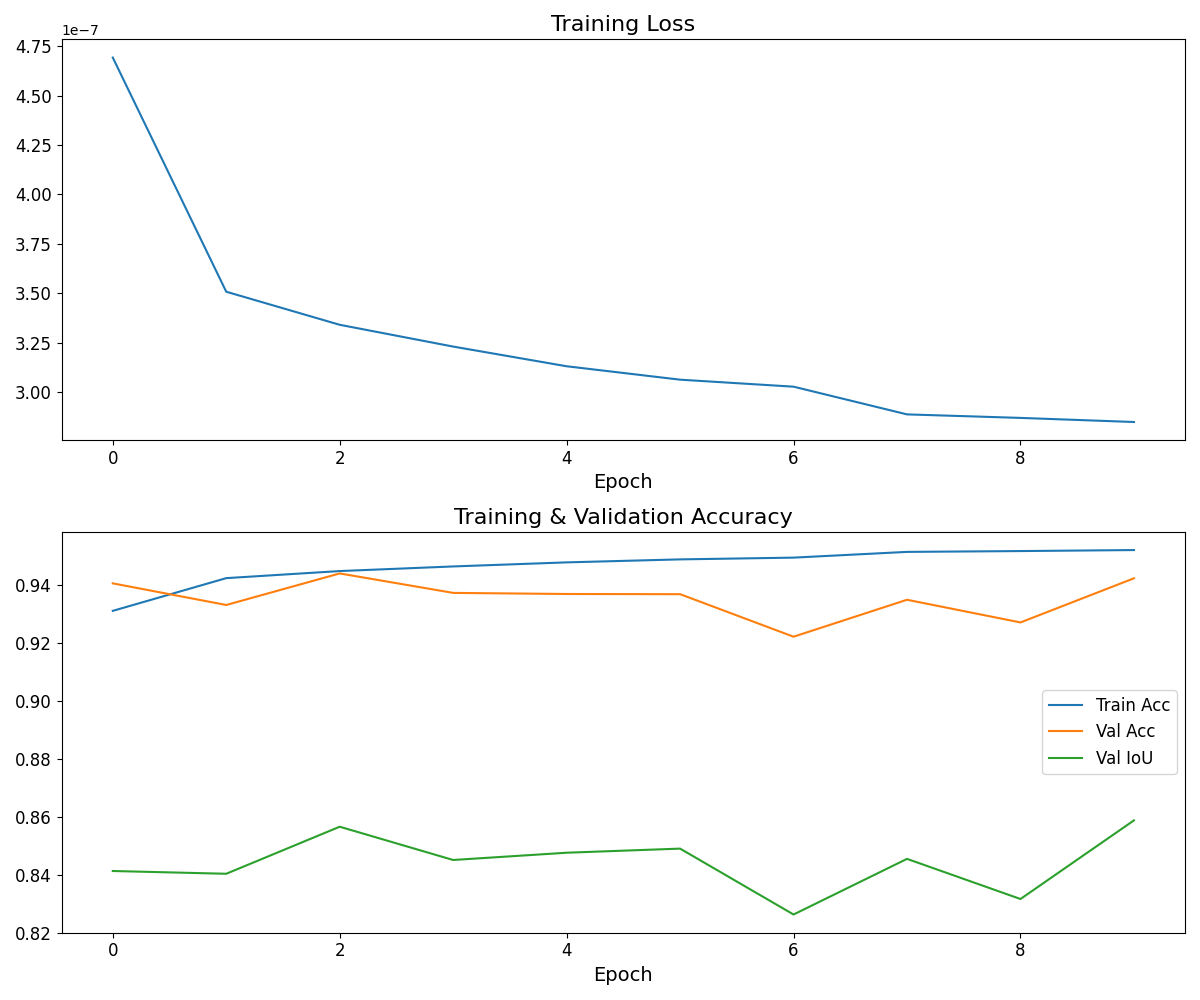 Training Loss
1e−7
4.75
4.50
4.25
4.00
3.75
3.50
3.25
3.00
0 2 4 6 8
Epoch
Training & Validation Accuracy
0.94
0.92
0.90
0.88
0.86
0.84
0.82
Train Acc
Val Acc
Val IoU
0 2 4 6 8
Epoch